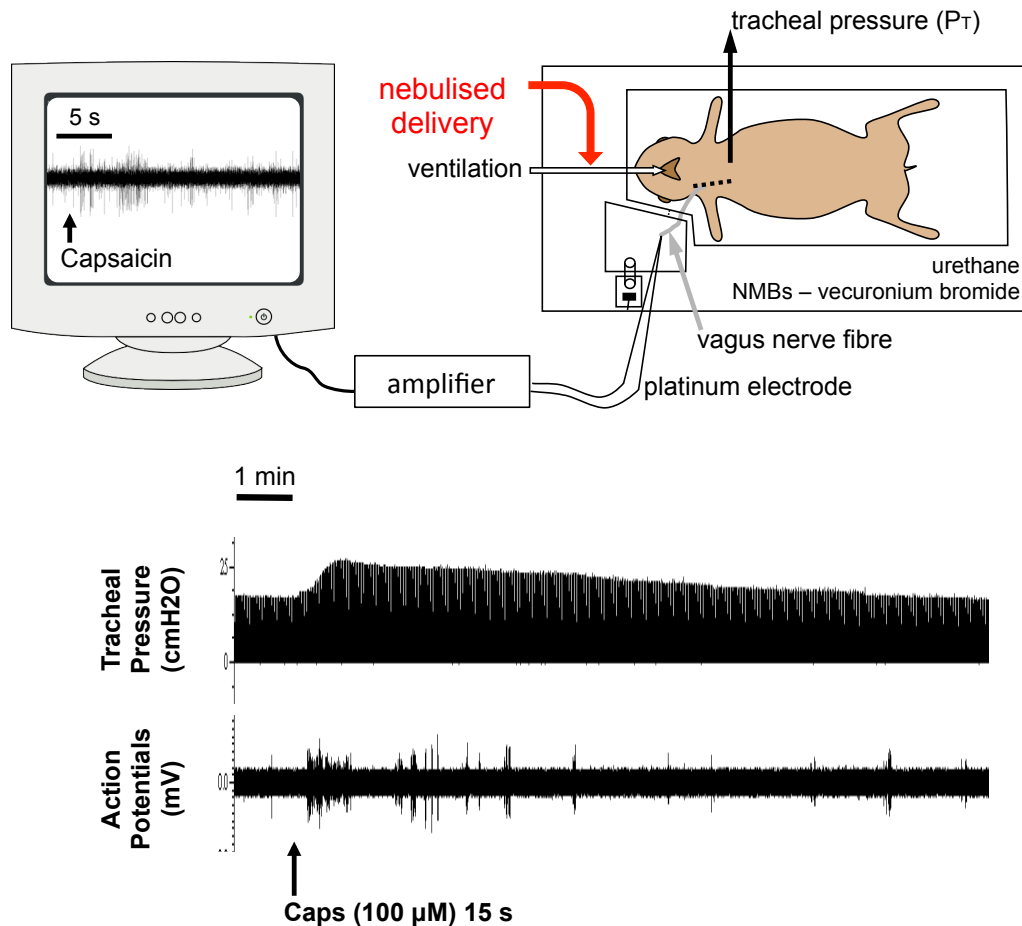 tracheal pressure (PT)
5 s
Capsaicin
nebulised
delivery
ventilation
urethane
NMBs – vecuronium bromide
vagus nerve fibre
platinum electrode
amplifier
1 min
Tracheal
Pressure
(cmH2O)
25
0
Action
Potentials
(mV)
0.0
Caps (100 µM) 15 s